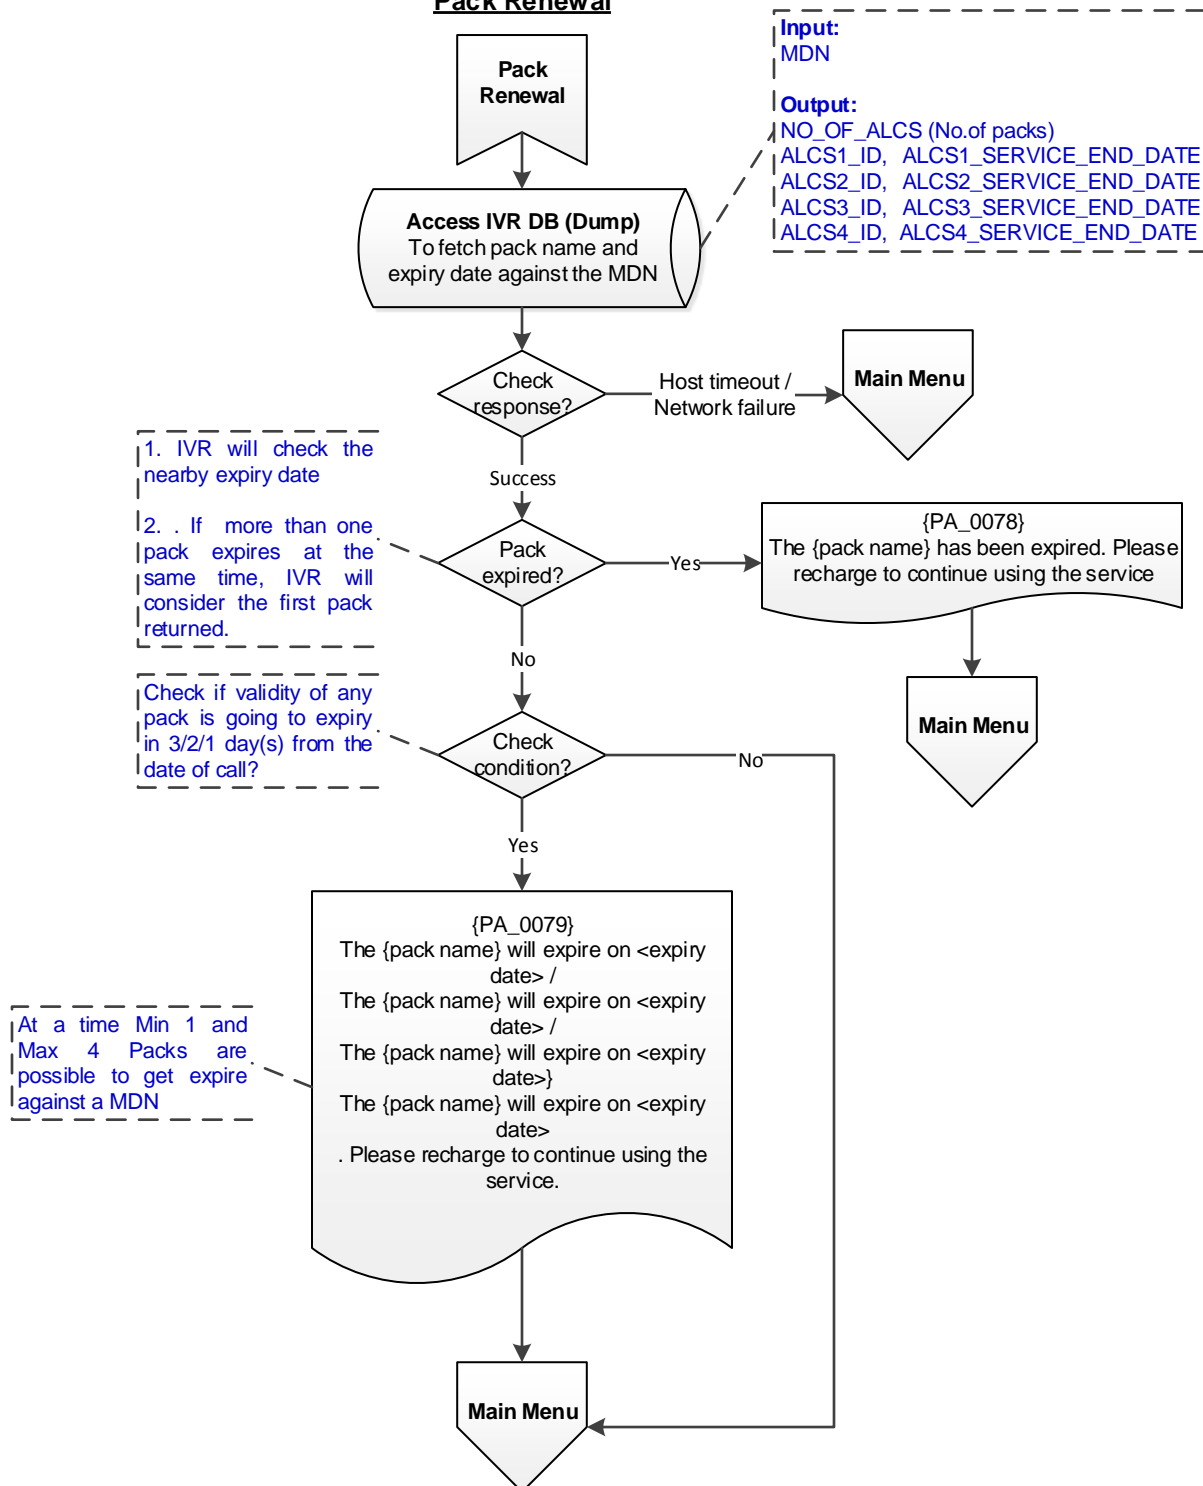 Pack Renewal
Input:
MDN
Output:
NO_OF_ALCS (No.of packs)
ALCS1_ID, ALCS1_SERVICE_END_DATE
ALCS2_ID, ALCS2_SERVICE_END_DATE
ALCS3_ID, ALCS3_SERVICE_END_DATE
ALCS4_ID, ALCS4_SERVICE_END_DATE
Pack
Renewal
Access IVR DB (Dump)
To fetch pack name and
expiry date against the MDN
Check
response?
Host timeout /
Network failure
Main Menu
Success
1. IVR will check the
nearby expiry date
2. . If more than one
pack expires at the
same time, IVR will
consider the first pack
returned.
Pack
expired?
Yes
{PA_0078}
The {pack name} has been expired. Please
recharge to continue using the service
Main Menu
No
Check if validity of any
pack is going to expiry
in 3/2/1 day(s) from the
date of call?
Check
condition?
No
Yes
{PA_0079}
The {pack name} will expire on <expiry
date> /
The {pack name} will expire on <expiry
date> /
The {pack name} will expire on <expiry
date>}
The {pack name} will expire on <expiry
date>
. Please recharge to continue using the
service.
At a time Min 1 and
Max 4 Packs are
possible to get expire
against a MDN
Main Menu